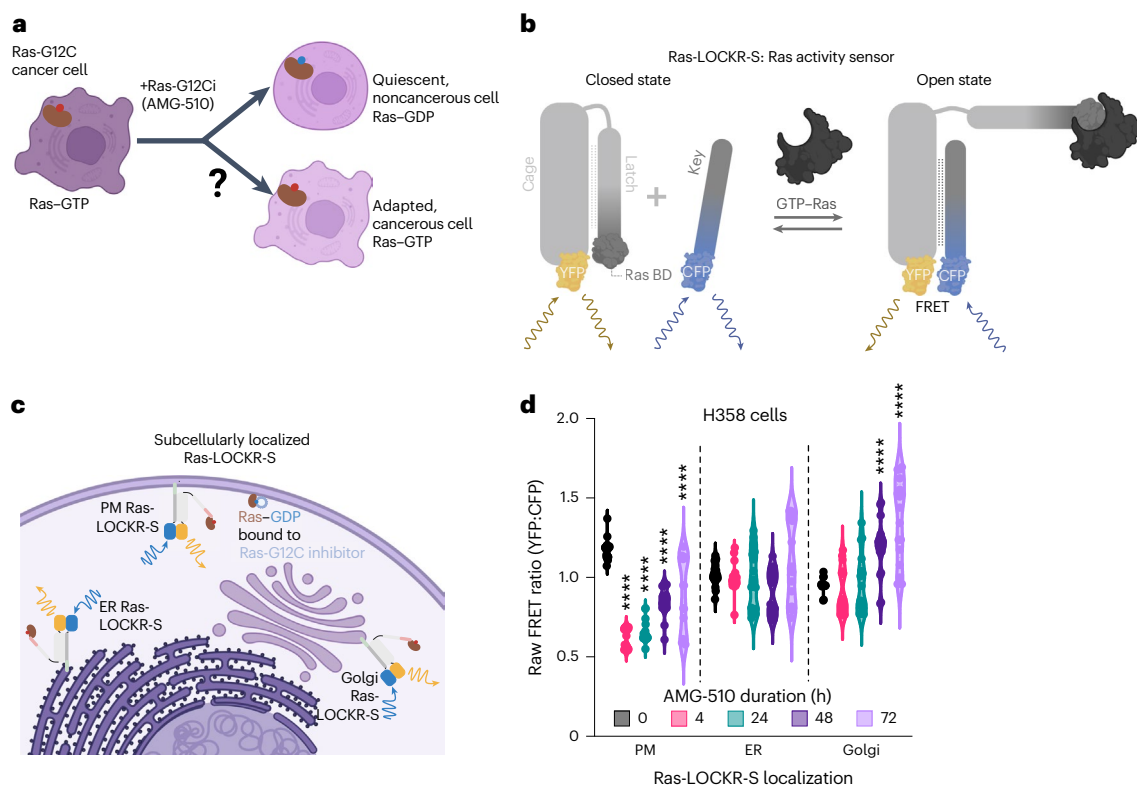 a
Ras-G12C
cancer cell
+Ras-G12Ci
(AMG-510)
Ras–GTP
?
Quiescent,
noncancerous cell
Ras–GDP
Adapted,
cancerous cell
Ras–GTP
b
Ras-LOCKR-S: Ras activity sensor
Closed state
Open state
Cage
Latch
+
Key
GTP–Ras
YFP
Ras BD
CFP
YFP
CFP
FRET
c
Subcellularly localized
Ras-LOCKR-S
PM Ras-
LOCKR-S
Ras–GDP
bound to
Ras-G12C inhibitor
ER Ras-
LOCKR-S
Golgi
Ras-
LOCKR-S
d
H358 cells
Raw FRET ratio (YFP:CFP)
2.0
1.5
1.0
0.5
0
****
****
****
****
****
****
AMG-510 duration (h)
0 4 24 48 72
PM ER Golgi
Ras-LOCKR-S localization